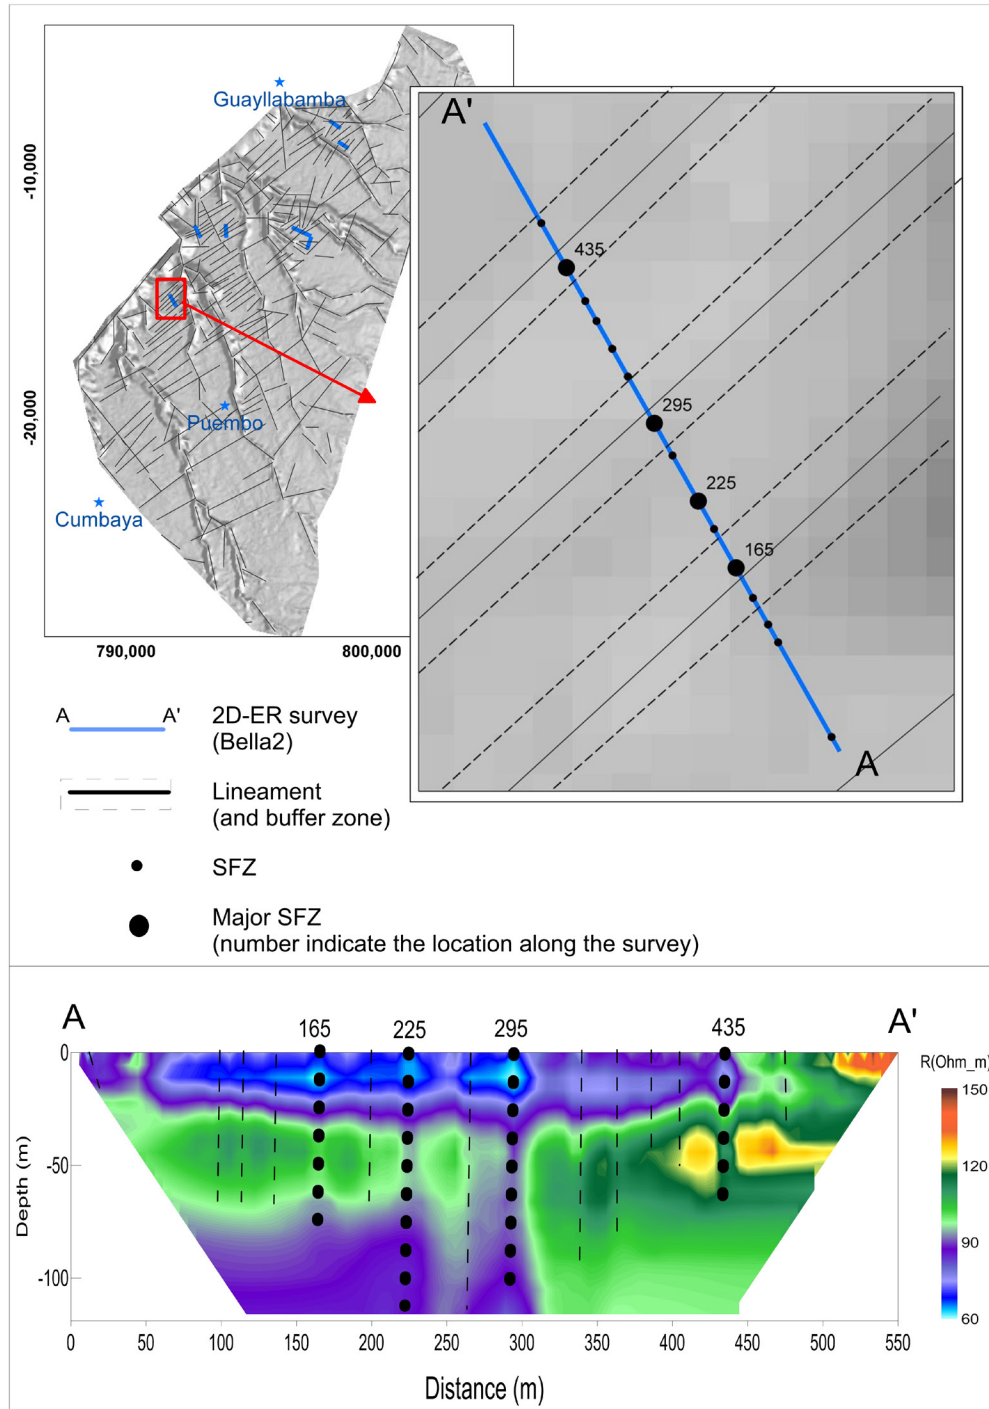 Guayllabamba
-10,000
-20,000
Puembo
Cumbaya
790,000
800,000
A'
435
295
225
165
A
A A'
2D-ER survey
(Bella2)
Lineament
(and buffer zone)
SFZ
Major SFZ
(number indicate the location along the survey)
A
165
225
295
435
A'
R(Ohm_m)
150
120
90
60
Depth (m)
0
-50
-100
0
50
100
150
200
250
300
350
400
450
500
550
Distance (m)